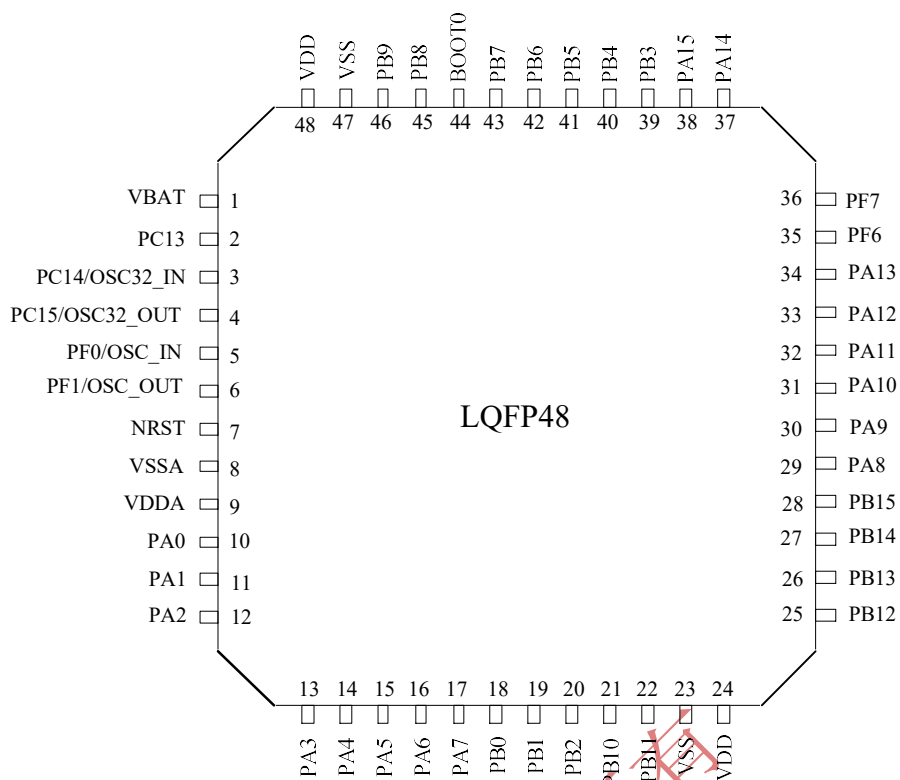 VDD VSS PB9 PB8 BOOT0 PB7 PB6 PB5 PB4 PB3 PA15 PA14
48 47 46 45 44 43 42 41 40 39 38 37
VBAT 1
PC13 2
PC14/OSC32_IN 3
PC15/OSC32_OUT 4
PF0/OSC_IN 5
PF1/OSC_OUT 6
NRST 7
VSSA 8
VDDA 9
PA0 10
PA1 11
PA2 12
LQFP48
36 PF7
35 PF6
34 PA13
33 PA12
32 PA11
31 PA10
30 PA9
29 PA8
28 PB15
27 PB14
26 PB13
25 PB12
13 14 15 16 17 18 19 20 21 22 23 24
PA3 PA4 PA5 PA6 PA7 PB0 PB1 PB2 PB10 PB11 VSS VDD